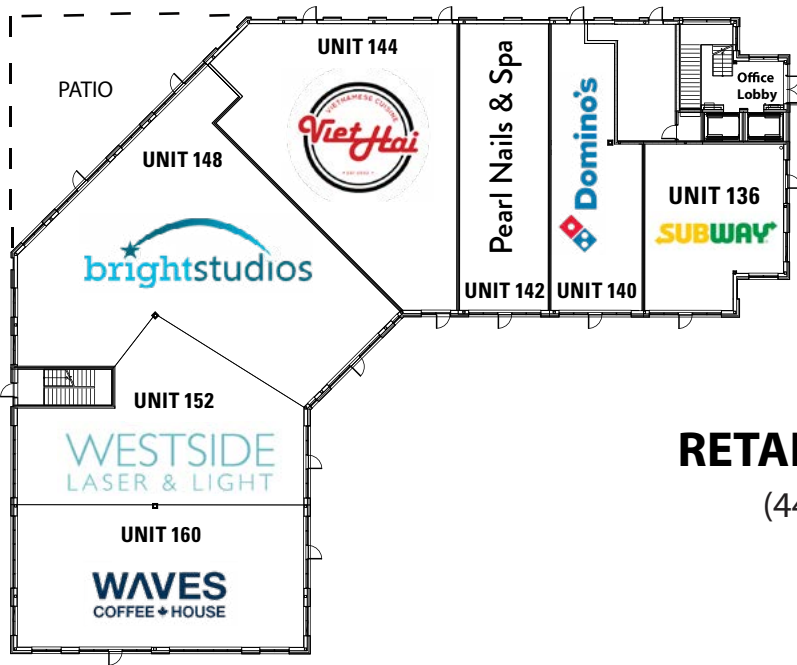 PATIO
UNIT 144
VIETNAMESE CUISINE
Viet Hai
Pearl Nails & Spa
UNIT 142
Domino's
UNIT 140
Office
Lobby
UNIT 136
SUBWAY
UNIT 148
brightstudios
UNIT 152
WESTSIDE
LASER & LIGHT
UNIT 160
WAVES
COFFEE HOUSE
RETA
(44